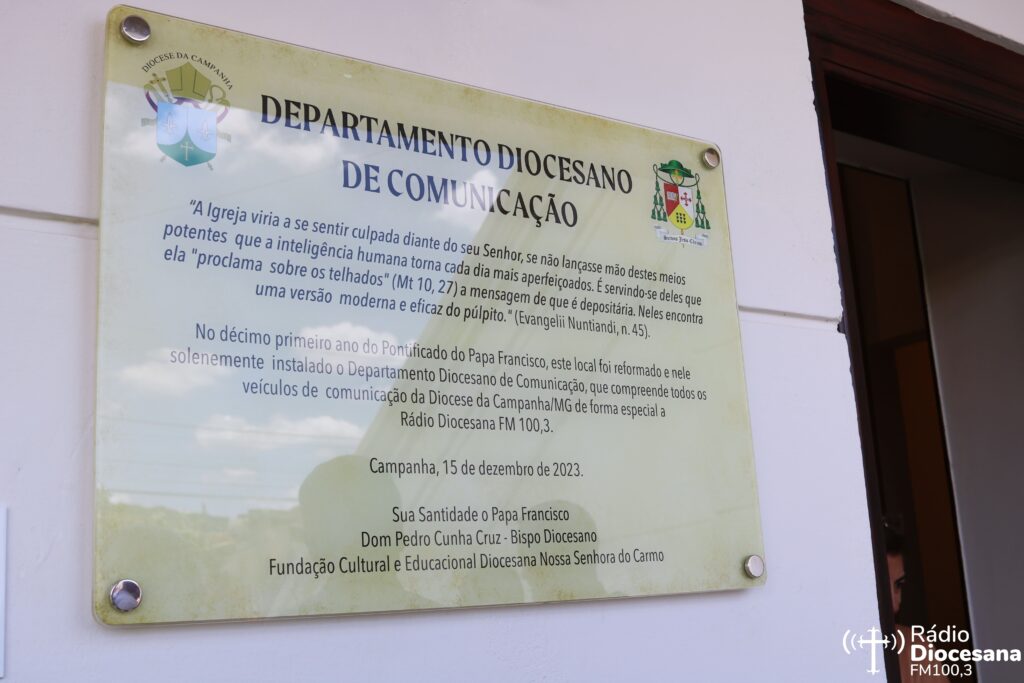 DIOCESE DA CAMPANHA
DEPARTAMENTO DIOCESANO
DE COMUNICAÇÃO
"A Igreja viria a se sentir culpada diante do seu Senhor, se não lançasse mão destes meios
potentes que a inteligência humana torna cada dia mais aperfeiçoados. É servindo-se deles que
ela "proclama sobre os telhados" (Mt 10, 27) a mensagem de que é depositária. Neles encontra
uma versão moderna e eficaz do púlpito." (Evangelii Nuntiandi, n. 45).
No décimo primeiro ano do Pontificado do Papa Francisco, este local foi reformado e nele
solenemente instalado o Departamento Diocesano de Comunicação, que compreende todos os
veículos de comunicação da Diocese da Campanha/MG de forma especial a
Rádio Diocesana FM 100,3.
Campanha, 15 de dezembro de 2023.
Sua Santidade o Papa Francisco
Dom Pedro Cunha Cruz - Bispo Diocesano
Fundação Cultural e Educacional Diocesana Nossa Senhora do Carmo
Rádio
Diocesana
FM100,3